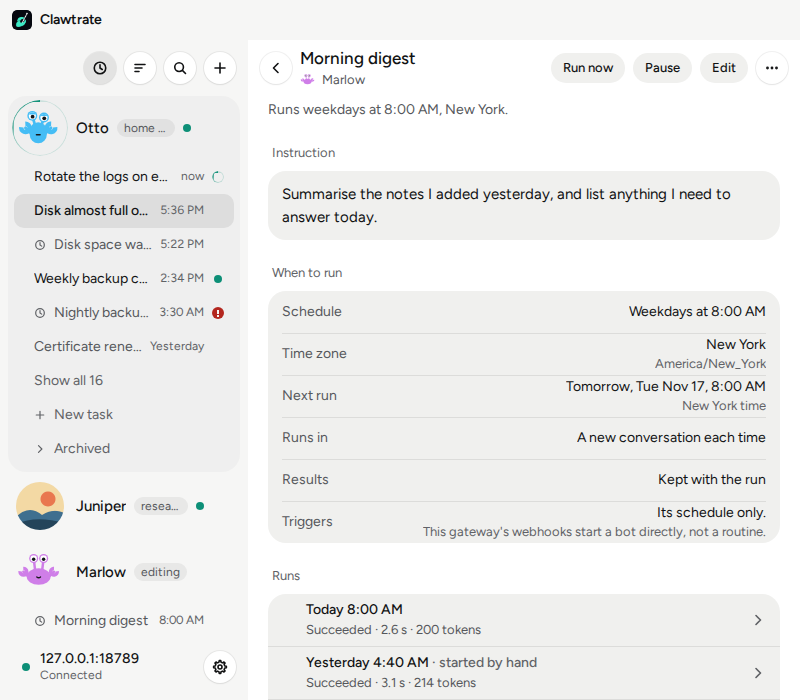 Clawtrate
Otto
home ...
Rotate the logs on e... now
Disk almost full o... 5:36 PM
Disk space wa... 5:22 PM
Weekly backup c... 2:34 PM
Nightly backu... 3:30 AM
Certificate rene... Yesterday
Show all 16
New task
Archived
Juniper
resea...
Marlow
editing
Morning digest 8:00 AM
127.0.0.1:18789
Connected
Morning digest
Marlow
Run now
Pause
Edit
Runs weekdays at 8:00 AM, New York.
Instruction
Summarise the notes I added yesterday, and list anything I need to
answer today.
When to run
Schedule Weekdays at 8:00 AM
Time zone New York
America/New_York
Next run Tomorrow, Tue Nov 17, 8:00 AM
New York time
Runs in A new conversation each time
Results Kept with the run
Triggers Its schedule only.
This gateway's webhooks start a bot directly, not a routine.
Runs
Today 8:00 AM
Succeeded · 2.6 s · 200 tokens
Yesterday 4:40 AM · started by hand
Succeeded · 3.1 s · 214 tokens